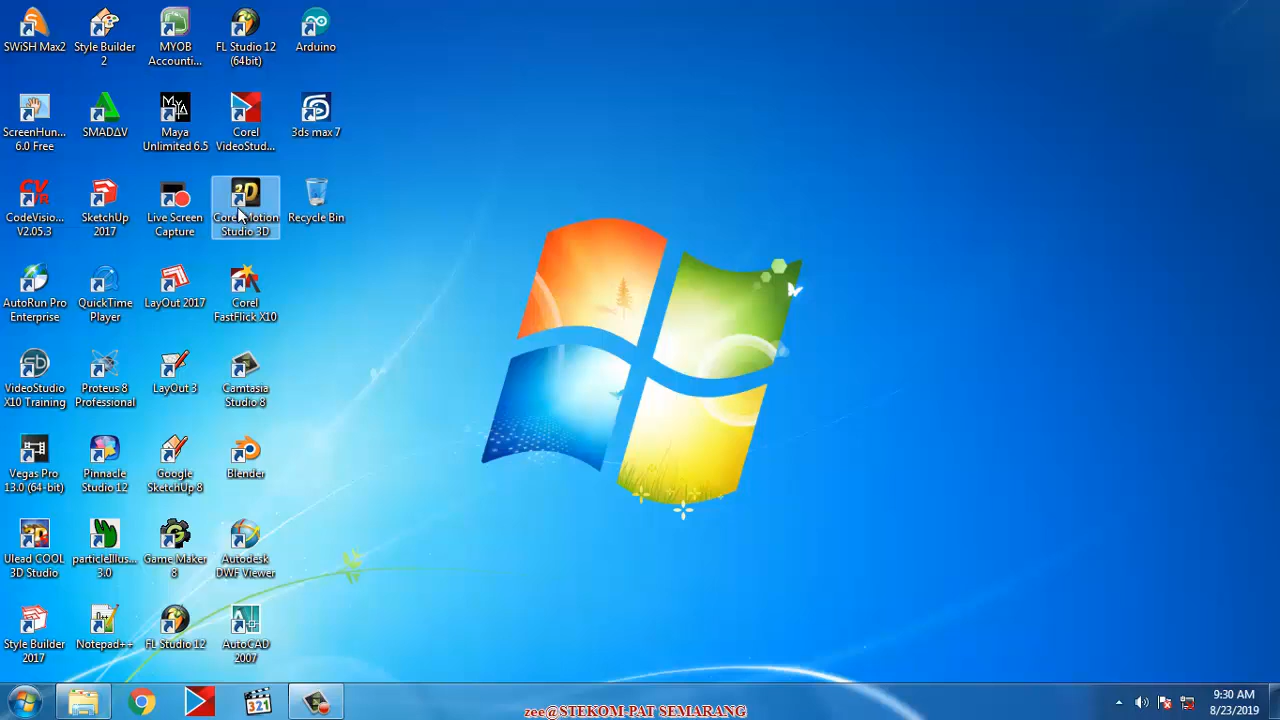 SWiSH Max2
Style Builder
2
MYOB
Accounti...
FL Studio 12
(64bit)
Arduino
ScreenHun...
6.0 Free
SMADΔV
Maya
Unlimited 6.5
Corel
VideoStud...
3ds max 7
CodeVisio...
V2.05.3
SketchUp
2017
Live Screen
Capture
Corel Motion
Studio 3D
Recycle Bin
AutoRun Pro
Enterprise
QuickTime
Player
LayOut 2017
Corel
FastFlick X10
VideoStudio
X10 Training
Proteus 8
Professional
LayOut 3
Camtasia
Studio 8
Vegas Pro
13.0 (64-bit)
Pinnacle
Studio 12
Google
SketchUp 8
Blender
Ulead COOL
3D Studio
particleIllus...
3.0
Game Maker
8
Autodesk
DWF Viewer
Style Builder
2017
Notepad++
FL Studio 12
AutoCAD
2007
321
9:30 AM
8/23/2019
zee@STEKOM-PAT SEMARANG